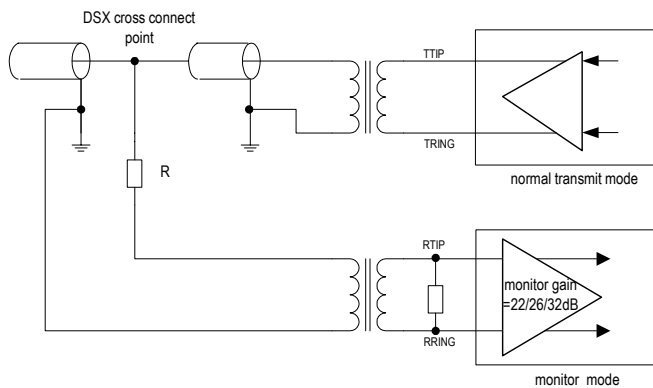 DSX cross connect
point
TTIP
TRING
normal transmit mode
R
RTIP
monitor gain
=22/26/32dB
RRING
monitor mode